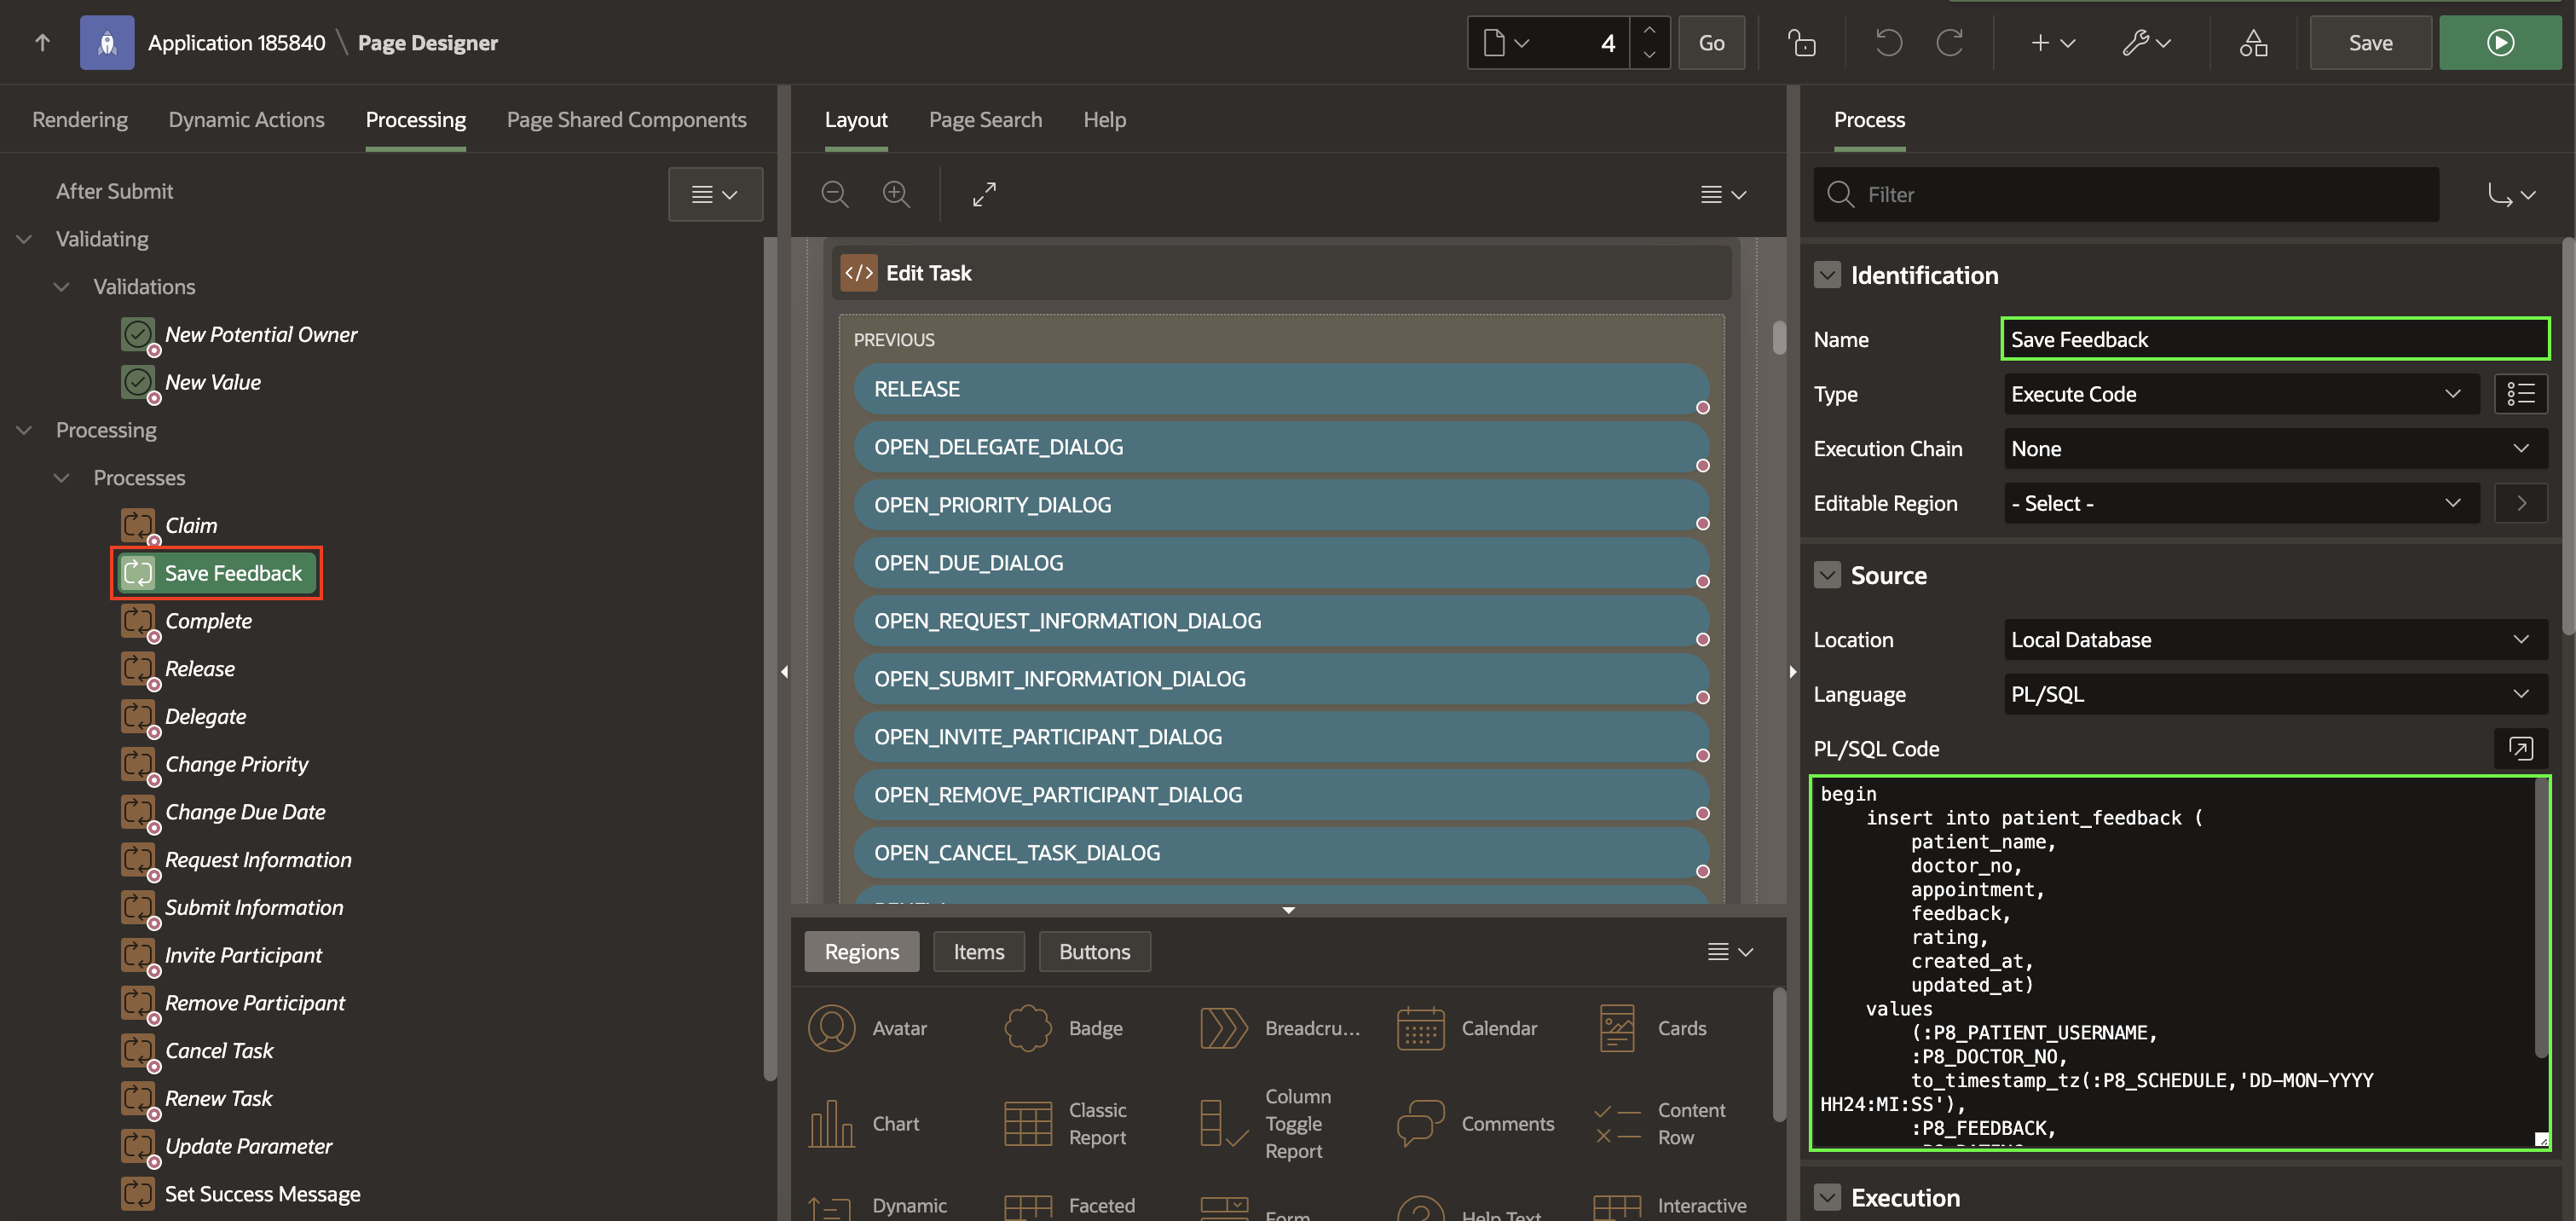 Application 185840 \ Page Designer
4
Go
Save
Rendering
Dynamic Actions
Processing
Page Shared Components
After Submit
Validating
Validations
New Potential Owner
New Value
Processing
Processes
Claim
Save Feedback
Complete
Release
Delegate
Change Priority
Change Due Date
Request Information
Submit Information
Invite Participant
Remove Participant
Cancel Task
Renew Task
Update Parameter
Set Success Message
Layout
Page Search
Help
</> Edit Task
PREVIOUS
RELEASE
OPEN_DELEGATE_DIALOG
OPEN_PRIORITY_DIALOG
OPEN_DUE_DIALOG
OPEN_REQUEST_INFORMATION_DIALOG
OPEN_SUBMIT_INFORMATION_DIALOG
OPEN_INVITE_PARTICIPANT_DIALOG
OPEN_REMOVE_PARTICIPANT_DIALOG
OPEN_CANCEL_TASK_DIALOG
Regions
Items
Buttons
Avatar
Badge
Breadcru...
Calendar
Cards
Chart
Classic
Report
Column
Toggle
Report
Comments
Content
Row
Dynamic
Faceted
Form
Help Text
Interactive
Process
Filter
Identification
Name
Save Feedback
Type
Execute Code
Execution Chain
None
Editable Region
- Select -
Source
Location
Local Database
Language
PL/SQL
PL/SQL Code
begin
insert into patient_feedback (
patient_name,
doctor_no,
appointment,
feedback,
rating,
created_at,
updated_at)
values
(:P8_PATIENT_USERNAME,
:P8_DOCTOR_NO,
to_timestamp_tz(:P8_SCHEDULE,'DD-MON-YYYY
HH24:MI:SS'),
:P8_FEEDBACK,
Execution